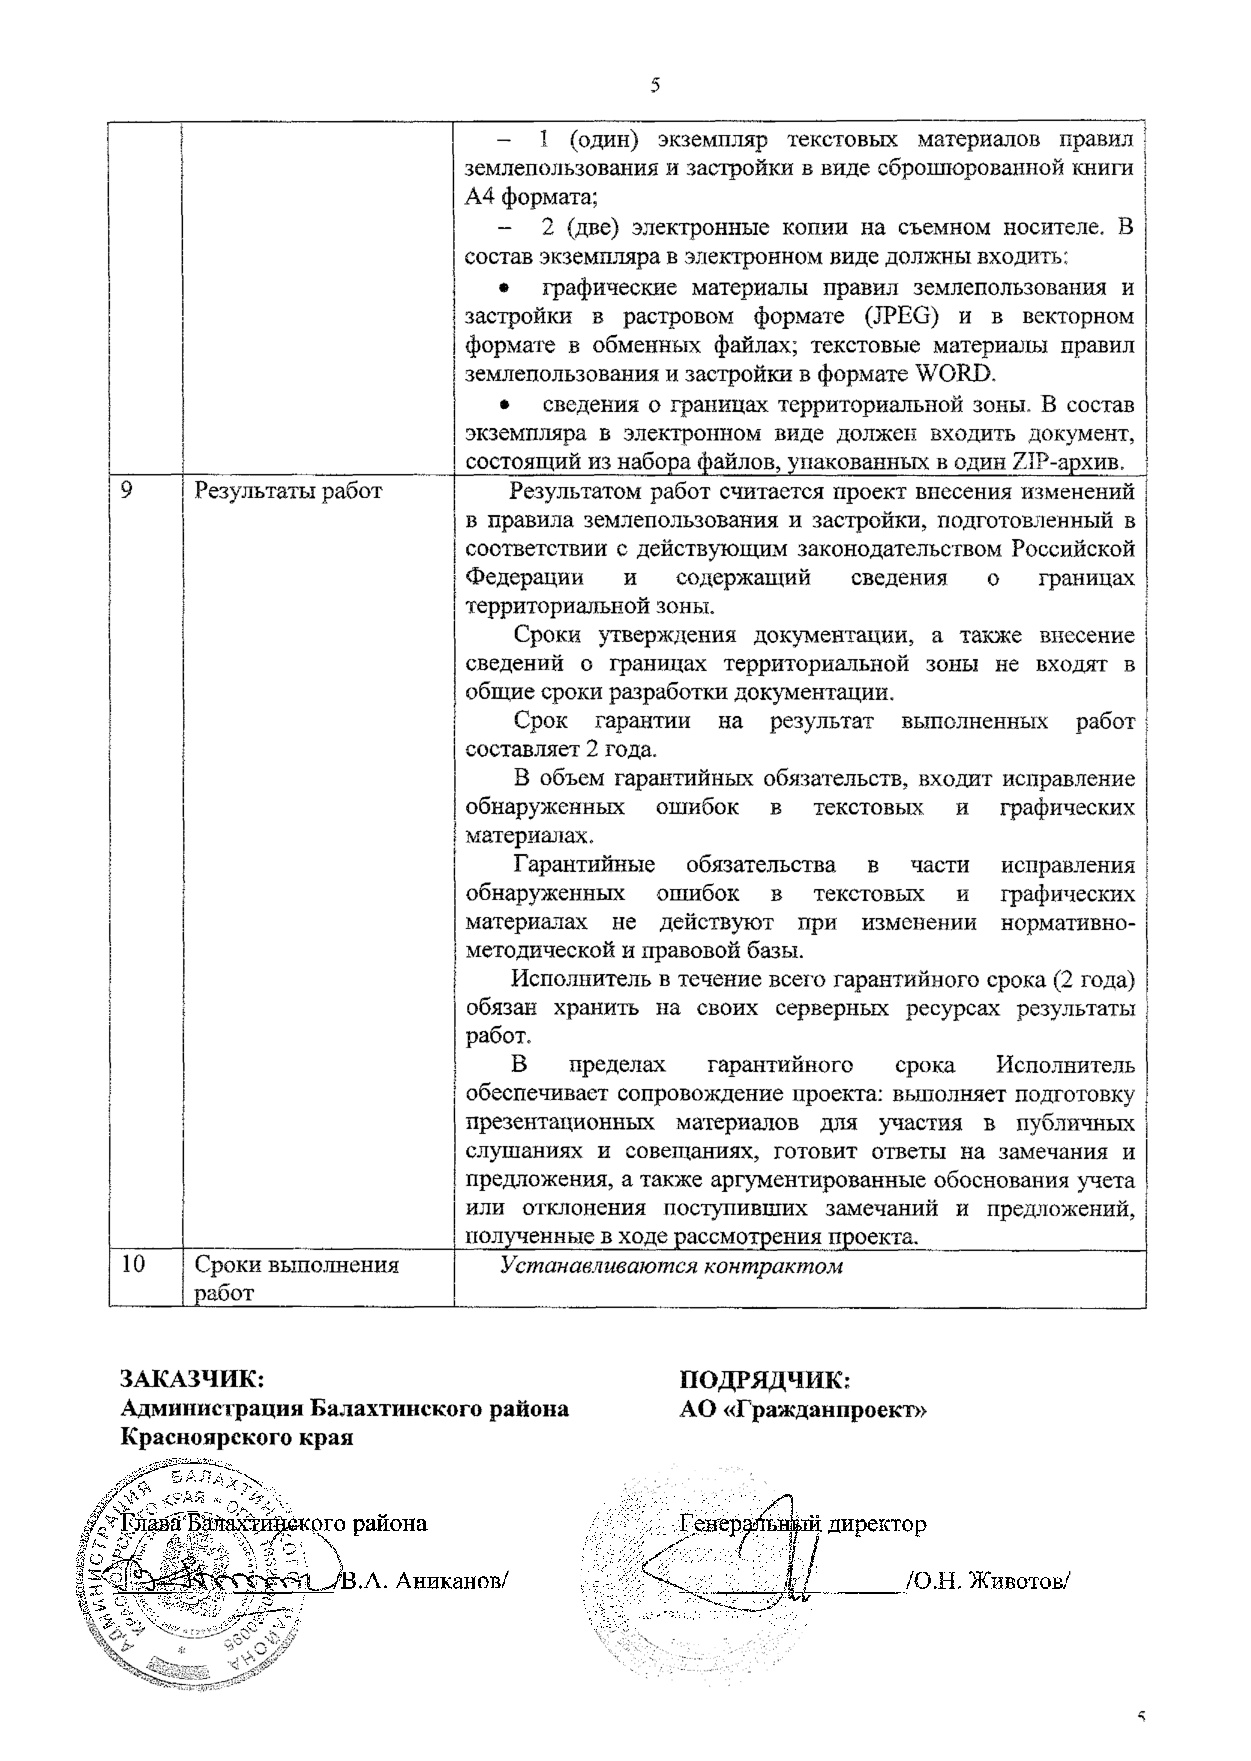 5
– 1 (один) экземпляр текстовых материалов правил
землепользования и застройки в виде сброшюрованной книги
А4 формата;
– 2 (две) электронные копии на съемном носителе. В
состав экземпляра в электронном виде должны входить:
• графические материалы правил землепользования и
застройки в растровом формате (JPEG) и в векторном
формате в обменных файлах; текстовые материалы правил
землепользования и застройки в формате WORD.
• сведения о границах территориальной зоны. В состав
экземпляра в электронном виде должен входить документ,
состоящий из набора файлов, упакованных в один ZIP-архив.
9 Результаты работ Результатом работ считается проект внесения изменений
в правила землепользования и застройки, подготовленный в
соответствии с действующим законодательством Российской
Федерации и содержащий сведения о границах
территориальной зоны.
Сроки утверждения документации, а также внесение
сведений о границах территориальной зоны не входят в
общие сроки разработки документации.
Срок гарантии на результат выполненных работ
составляет 2 года.
В объем гарантийных обязательств, входит исправление
обнаруженных ошибок в текстовых и графических
материалах.
Гарантийные обязательства в части исправления
обнаруженных ошибок в текстовых и графических
материалах не действуют при изменении нормативно-
методической и правовой базы.
Исполнитель в течение всего гарантийного срока (2 года)
обязан хранить на своих серверных ресурсах результаты
работ.
В пределах гарантийного срока Исполнитель
обеспечивает сопровождение проекта: выполняет подготовку
презентационных материалов для участия в публичных
слушаниях и совещаниях, готовит ответы на замечания и
предложения, а также аргументированные обоснования учета
или отклонения поступивших замечаний и предложений,
полученные в ходе рассмотрения проекта.
10 Сроки выполнения Устанавливаются контрактом
работ
ЗАКАЗЧИК:
Администрация Балахтинского района
Красноярского края
Глава Балахтинского района
/В.А. Аниканов/
ПОДРЯДЧИК:
АО «Гражданпроект»
Генеральный директор
/О.Н. Животов/
АДМИНИСТРАЦИЯ БАЛАХТИНСКОГО РАЙОНА
5